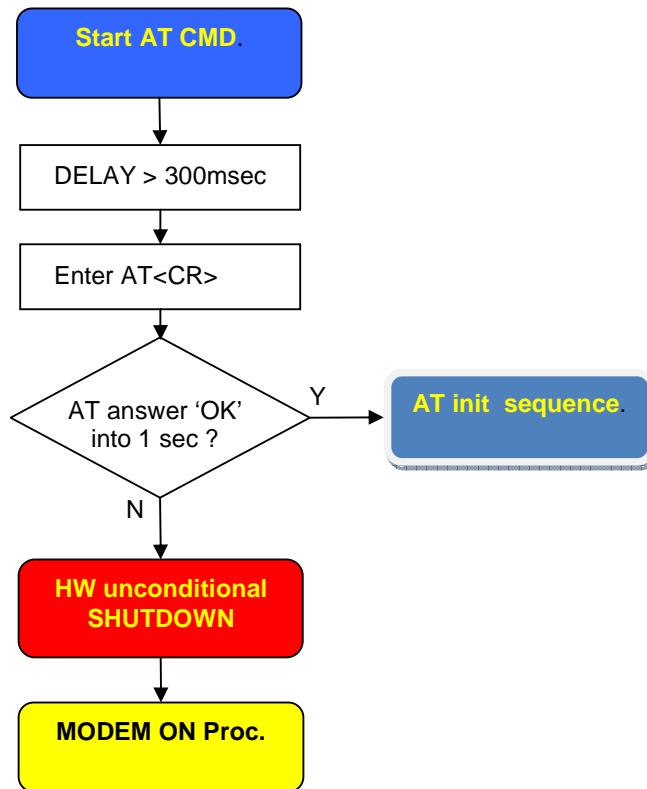 Start AT CMD.
DELAY > 300msec
Enter AT<CR>
AT answer ‘OK’
into 1 sec ?
Y
AT init sequence.
N
HW unconditional
SHUTDOWN
MODEM ON Proc.